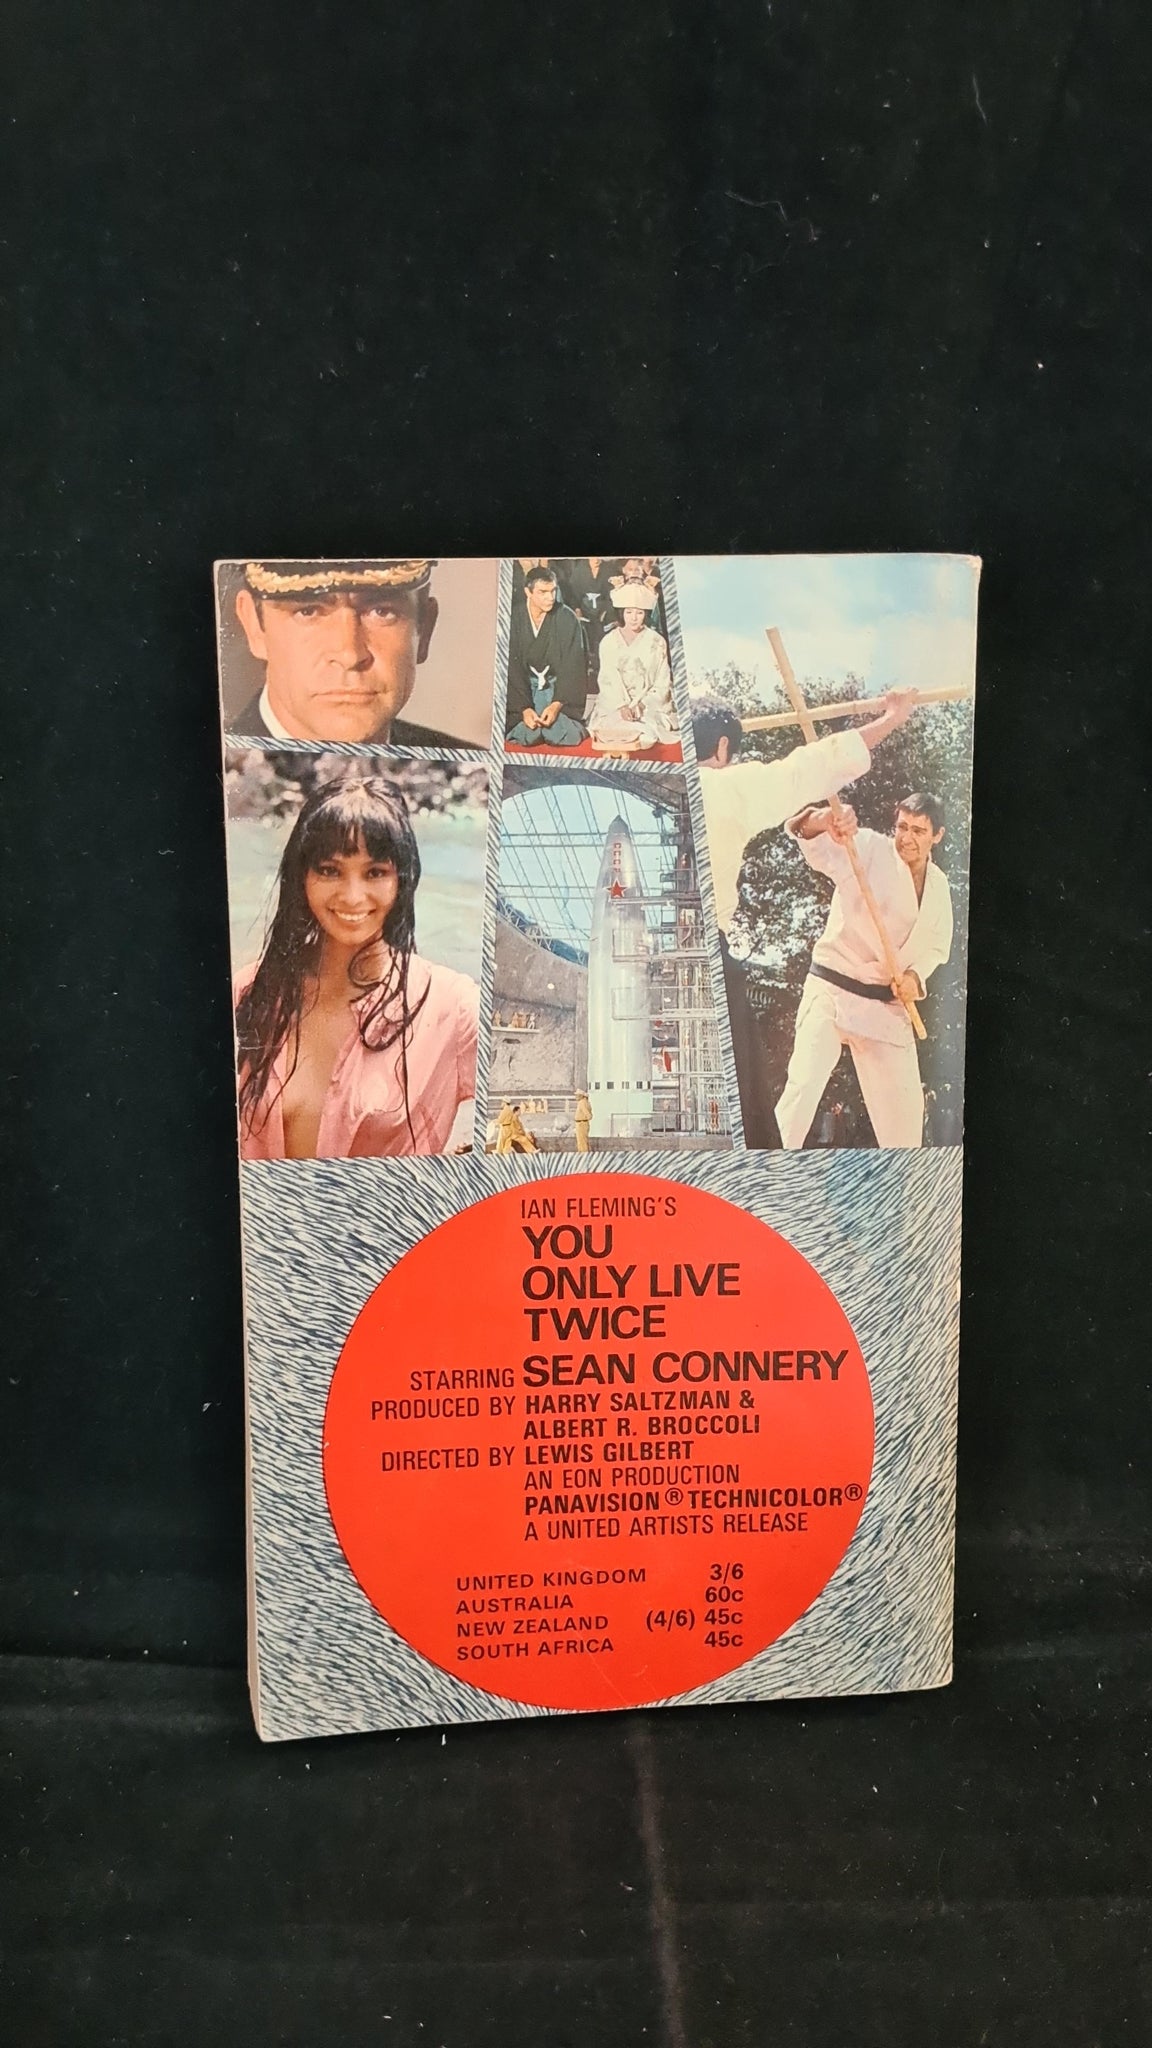 IAN FLEMING'S
YOU
ONLY LIVE
TWICE
STARRING SEAN CONNERY
PRODUCED BY HARRY SALTZMAN &
ALBERT R. BROCCOLI
DIRECTED BY LEWIS GILBERT
AN EON PRODUCTION
PANAVISION® TECHNICOLOR®
A UNITED ARTISTS RELEASE
UNITED KINGDOM 3/6
AUSTRALIA 60c
NEW ZEALAND (4/6) 45c
SOUTH AFRICA 45c